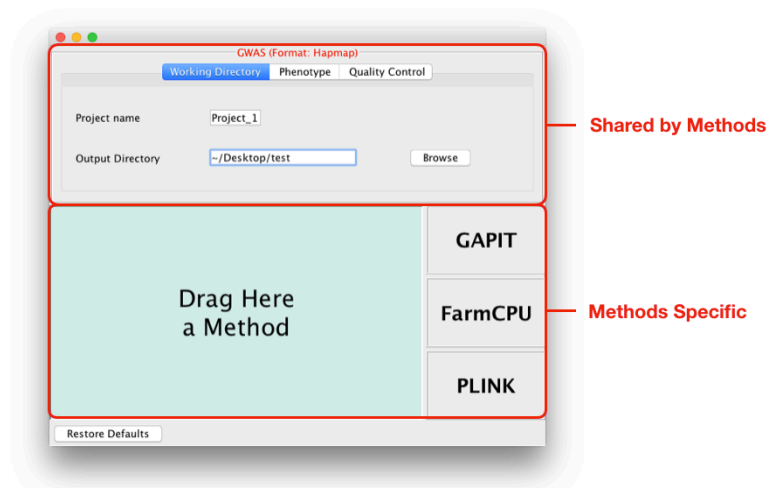 GWAS (Format: Hapmap)
Working Directory Phenotype Quality Control
Project name Project_1
Output Directory ~/Desktop/test Browse
Shared by Methods
Drag Here
a Method
GAPIT
FarmCPU
PLINK
Methods Specific
Restore Defaults